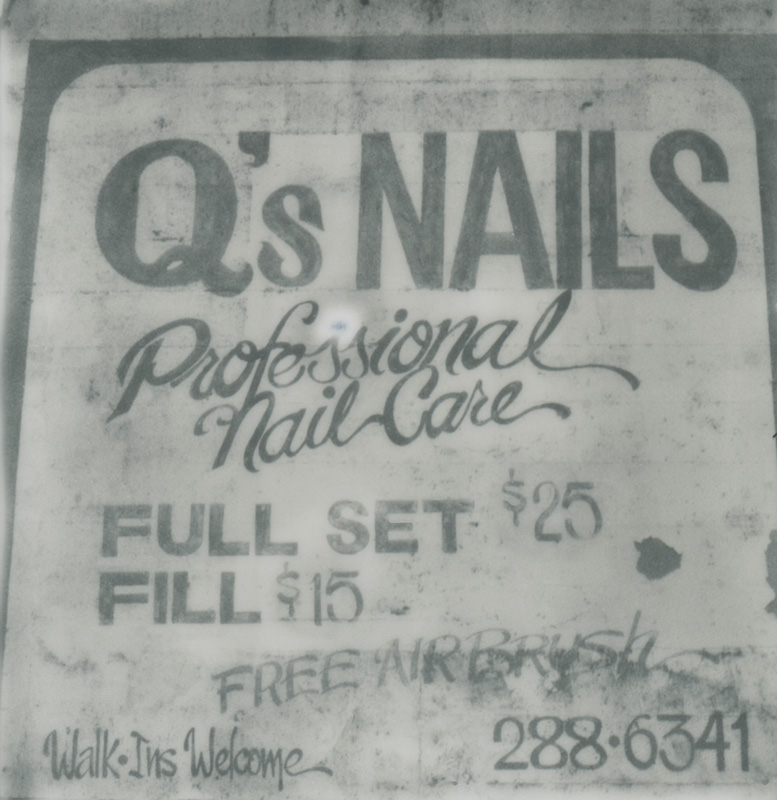 Q's NAILS
Professional
Nail Care
FULL SET $25
FILL $15
FREE AIRBRUSh
Walk·Ins Welcome
288·6341